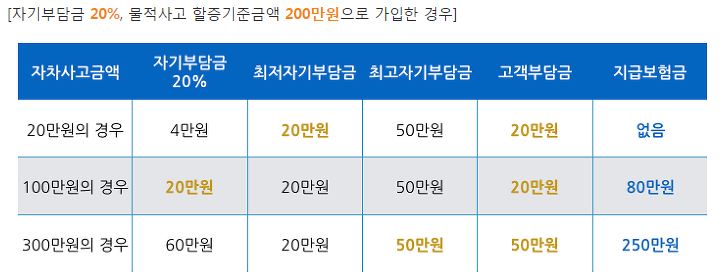 [자기부담금 20%, 물적사고 할증기준금액 200만원으로 가입한 경우]
자차사고금액 자기부담금 20% 최저자기부담금 최고자기부담금 고객부담금 지급보험금
20만원의 경우 4만원 20만원 50만원 20만원 없음
100만원의 경우 20만원 20만원 50만원 20만원 80만원
300만원의 경우 60만원 20만원 50만원 50만원 250만원